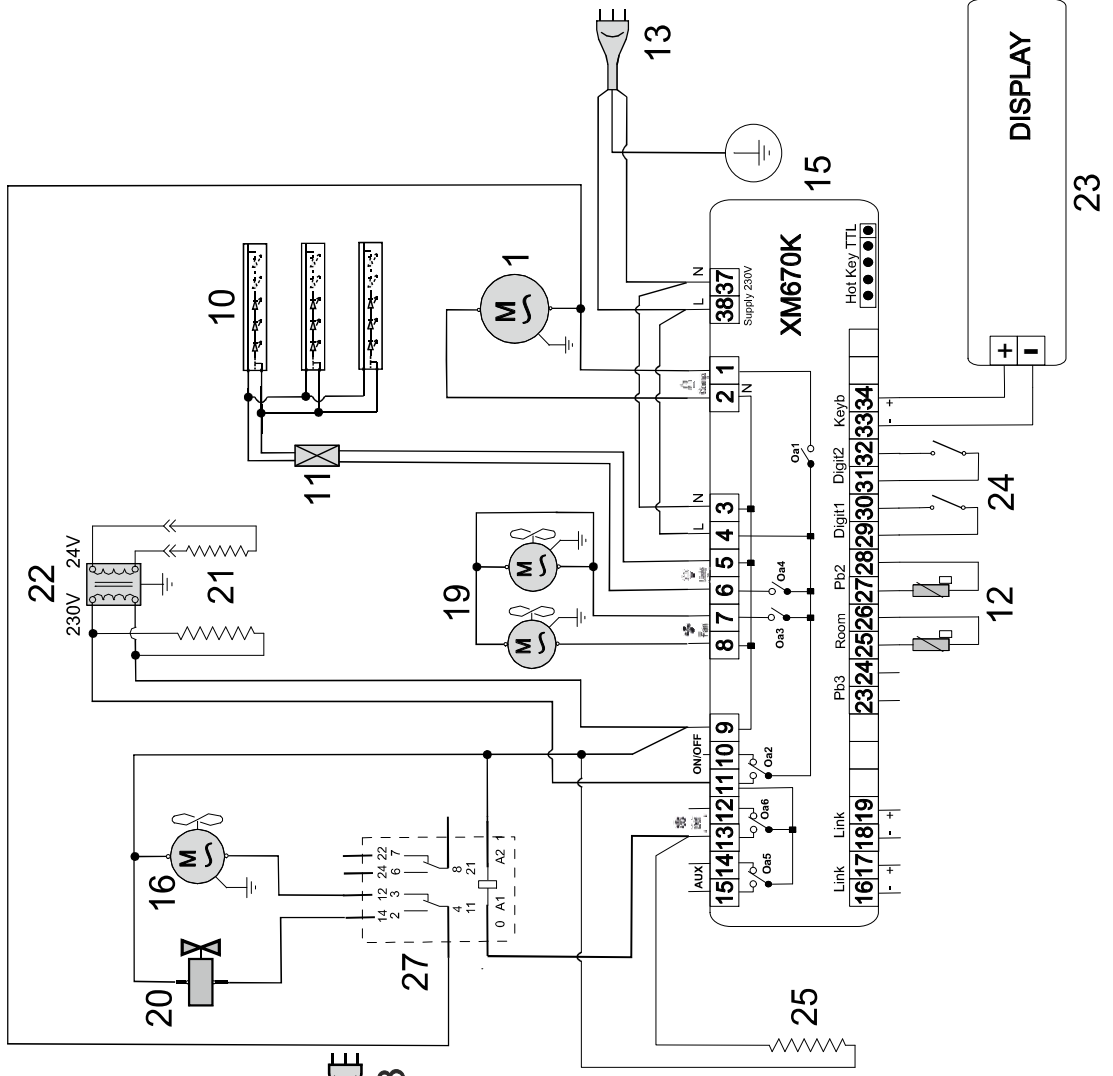 13
DISPLAY
23
15
XM670K
Hot Key TTL
10
1
M
11
22
230V 24V
21
19
M
M
16
M
20
27
14 12 24 22
2 3 6 7
4 8
11 21
0 A1 A2 1
25
N
L
38 37
Supply 230V
1
2
N
Comp
N
L
3
4
5
6
7
8
Light
Fan
Oa1
Oa4
Oa3
9
10
11
12
13
14
15
ON/OFF
AUX
Oa2
Oa6
Oa5
16 17 18 19
Link Link
- + - +
23 24 25 26 27 28 29 30 31 32 33 34
Pb3 Room Pb2 Digit1 Digit2 Keyb
- +
+
-
12
24